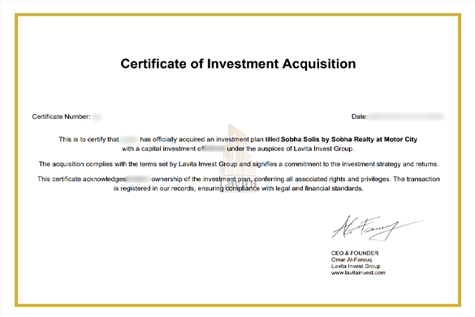 Certificate of Investment Acquisition
Certificate Number:
Date:
This is to certify that has officially acquired an investment plan titled Sobha Solis by Sobha Realty at Motor City
with a capital investment of under the auspices of Lavita Invest Group.
The acquisition complies with the terms set by Lavita Invest Group and signifies a commitment to the investment strategy and returns.
This certificate acknowledges ownership of the investment plan, conferring all associated rights and privileges. The transaction
is registered in our records, ensuring compliance with legal and financial standards.
Lavita
CEO & FOUNDER
Omar Al-Farouq
Lavita Invest Group
www.lavitainvest.com